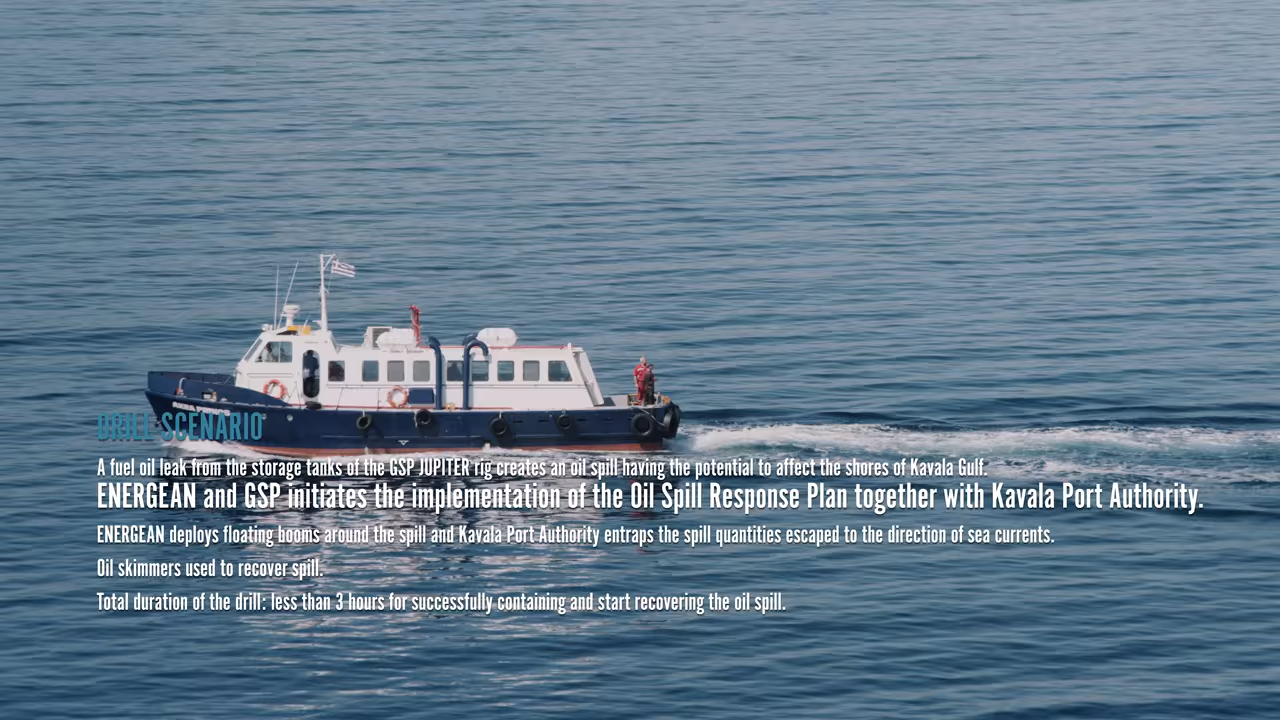 DRILL SCENARIO
A fuel oil leak from the storage tanks of the GSP JUPITER rig creates an oil spill having the potential to affect the shores of Kavala Gulf.
ENERGEAN and GSP initiates the implementation of the Oil Spill Response Plan together with Kavala Port Authority.
ENERGEAN deploys floating booms around the spill and Kavala Port Authority entraps the spill quantities escaped to the direction of sea currents.
Oil skimmers used to recover spill.
Total duration of the drill: less than 3 hours for successfully containing and start recovering the oil spill.